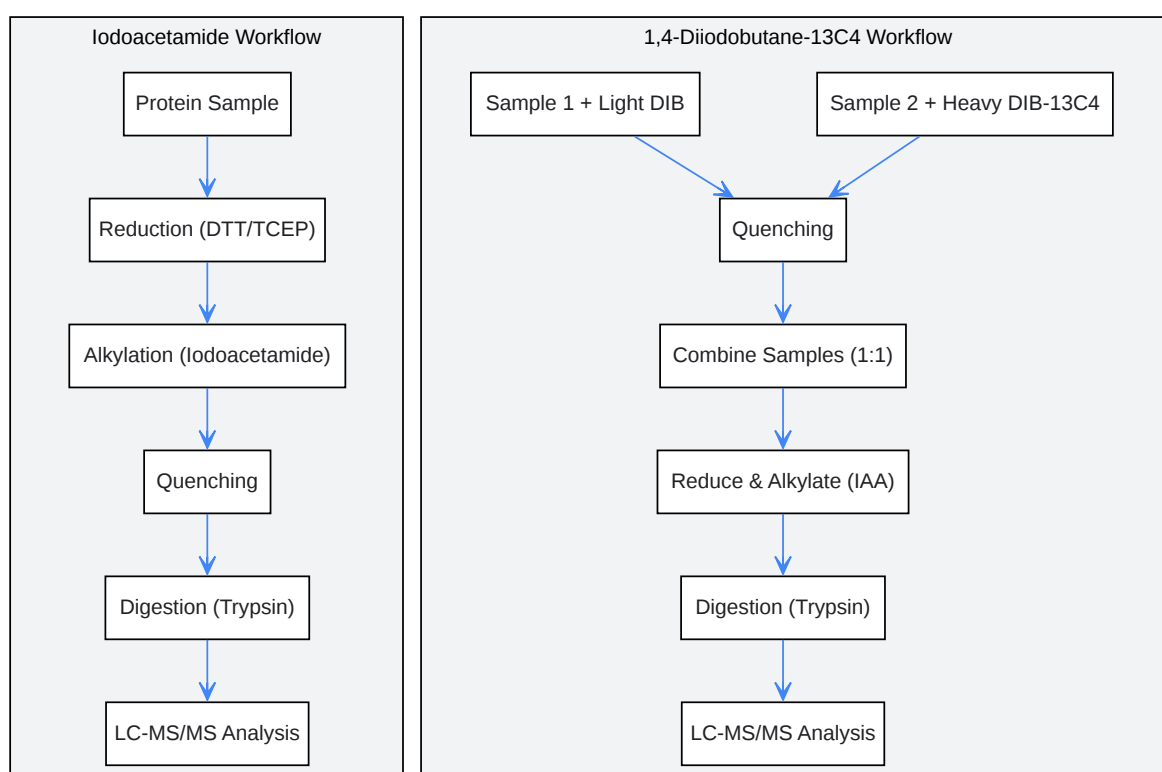 Iodoacetamide Workflow
Protein Sample
Reduction (DTT/TCEP)
Alkylation (Iodoacetamide)
Quenching
Digestion (Trypsin)
LC-MS/MS Analysis
1,4-Diiodobutane-13C4 Workflow
Sample 1 + Light DIB
Sample 2 + Heavy DIB-13C4
Quenching
Combine Samples (1:1)
Reduce & Alkylate (IAA)
Digestion (Trypsin)
LC-MS/MS Analysis